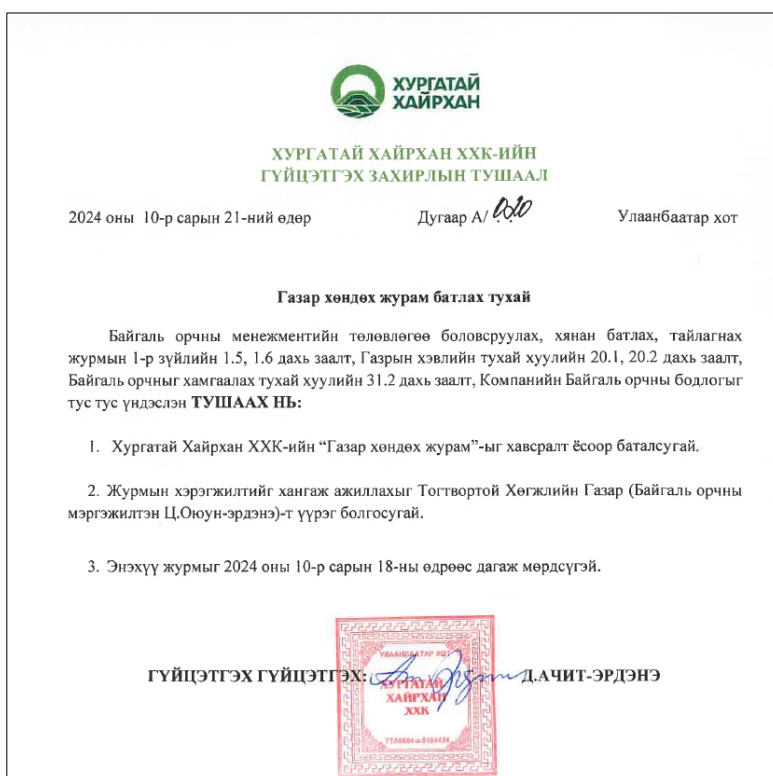 ХУРГАТАЙ
ХАЙРХАН
ХУРГАТАЙ ХАЙРХАН ХХК-ИЙН
ГҮЙЦЭТГЭХ ЗАХИРЛЫН ТУШААЛ
2024 оны 10-р сарын 21-ний өдөр Дугаар А/020 Улаанбаатар хот
Газар хөндөх журам батлах тухай
Байгаль орчны менежментийн төлөвлөгөө боловсруулах, хянан батлах, тайлагнах
журмын 1-р зүйлийн 1.5, 1.6 дахь заалт, Газрын хэвлийн тухай хуулийн 20.1, 20.2 дахь заалт,
Байгаль орчныг хамгаалах тухай хуулийн 31.2 дахь заалт, Компанийн Байгаль орчны бодлогыг
тус тус үндэслэн ТУШААХ НЬ:
1. Хургатай Хайрхан ХХК-ийн “Газар хөндөх журам”-ыг хавсралт ёсоор баталсугай.
2. Журмын хэрэгжилтийг хангаж ажиллахыг Тогтвортой Хөгжлийн Газар (Байгаль орчны
мэргэжилтэн Ц.Оюун-эрдэнэ)-т үүрэг болгосугай.
3. Энэхүү журмыг 2024 оны 10-р сарын 18-ны өдрөөс дагаж мөрдсүгэй.
УЛААНБААТАР ХОТ
ГҮЙЦЭТГЭХ ГҮЙЦЭТГЭХ: Д.АЧИТ-ЭРДЭНЭ
ХУРГАТАЙ
ХАЙРХАН
ХХК